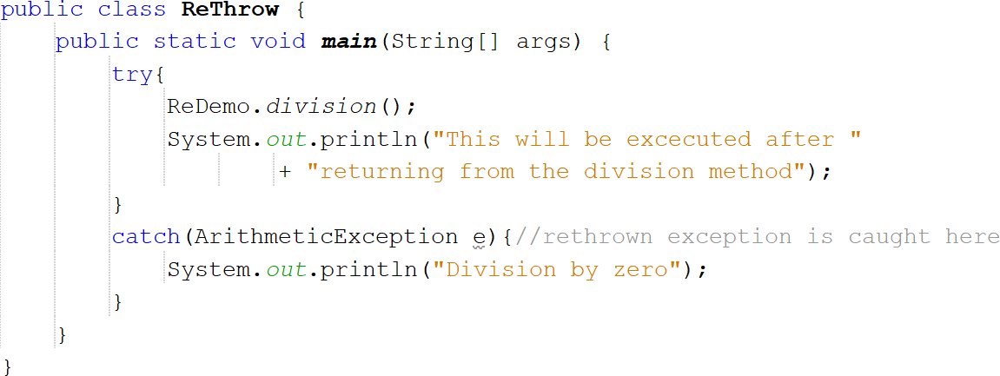 public class ReThrow {
public static void main(String[] args) {
try{
ReDemo.division();
System.out.println("This will be excecuted after "
+ "returning from the division method");
}
catch(ArithmeticException e){//rethrown exception is caught here
System.out.println("Division by zero");
}
}
}